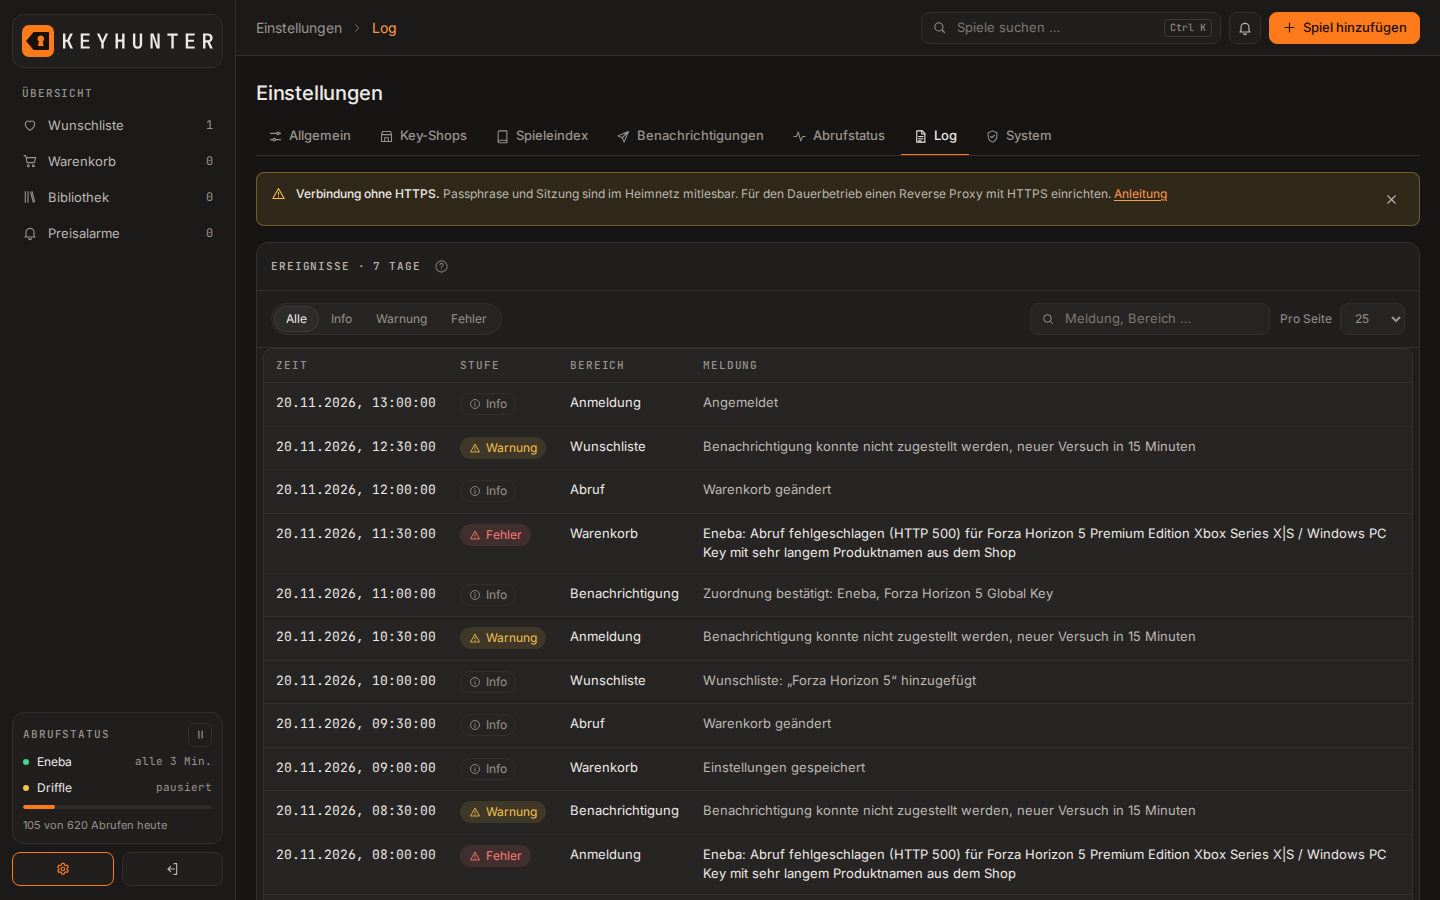 KEYHUNTER
Einstellungen > Log
Spiele suchen ...
Ctrl K
Spiel hinzufügen
ÜBERSICHT
Wunschliste 1
Warenkorb 0
Bibliothek 0
Preisalarme 0
Einstellungen
Allgemein Key-Shops Spieleindex Benachrichtigungen Abrufstatus Log System
Verbindung ohne HTTPS. Passphrase und Sitzung sind im Heimnetz mitlesbar. Für den Dauerbetrieb einen Reverse Proxy mit HTTPS einrichten. Anleitung
EREIGNISSE · 7 TAGE
Alle Info Warnung Fehler
Meldung, Bereich ...
Pro Seite 25
ZEIT STUFE BEREICH MELDUNG
20.11.2026, 13:00:00 Info Anmeldung Angemeldet
20.11.2026, 12:30:00 Warnung Wunschliste Benachrichtigung konnte nicht zugestellt werden, neuer Versuch in 15 Minuten
20.11.2026, 12:00:00 Info Abruf Warenkorb geändert
20.11.2026, 11:30:00 Fehler Warenkorb Eneba: Abruf fehlgeschlagen (HTTP 500) für Forza Horizon 5 Premium Edition Xbox Series X|S / Windows PC
Key mit sehr langem Produktnamen aus dem Shop
20.11.2026, 11:00:00 Info Benachrichtigung Zuordnung bestätigt: Eneba, Forza Horizon 5 Global Key
20.11.2026, 10:30:00 Warnung Anmeldung Benachrichtigung konnte nicht zugestellt werden, neuer Versuch in 15 Minuten
20.11.2026, 10:00:00 Info Wunschliste Wunschliste: „Forza Horizon 5“ hinzugefügt
20.11.2026, 09:30:00 Info Abruf Warenkorb geändert
20.11.2026, 09:00:00 Info Warenkorb Einstellungen gespeichert
20.11.2026, 08:30:00 Warnung Benachrichtigung Benachrichtigung konnte nicht zugestellt werden, neuer Versuch in 15 Minuten
20.11.2026, 08:00:00 Fehler Anmeldung Eneba: Abruf fehlgeschlagen (HTTP 500) für Forza Horizon 5 Premium Edition Xbox Series X|S / Windows PC
Key mit sehr langem Produktnamen aus dem Shop
ABRUFSTATUS
Eneba alle 3 Min.
Driffle pausiert
105 von 620 Abrufen heute